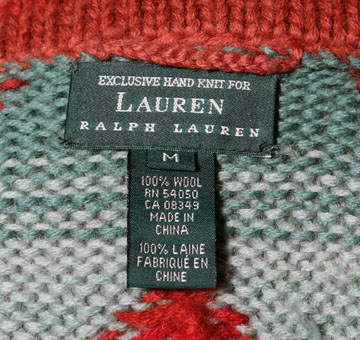 EXCLUSIVE HAND KNIT FOR
LAUREN
RALPH LAUREN
M
100% WOOL
RN 54050
CA 08349
MADE IN
CHINA
100% LAINE
FABRIQUÉ EN
CHINE